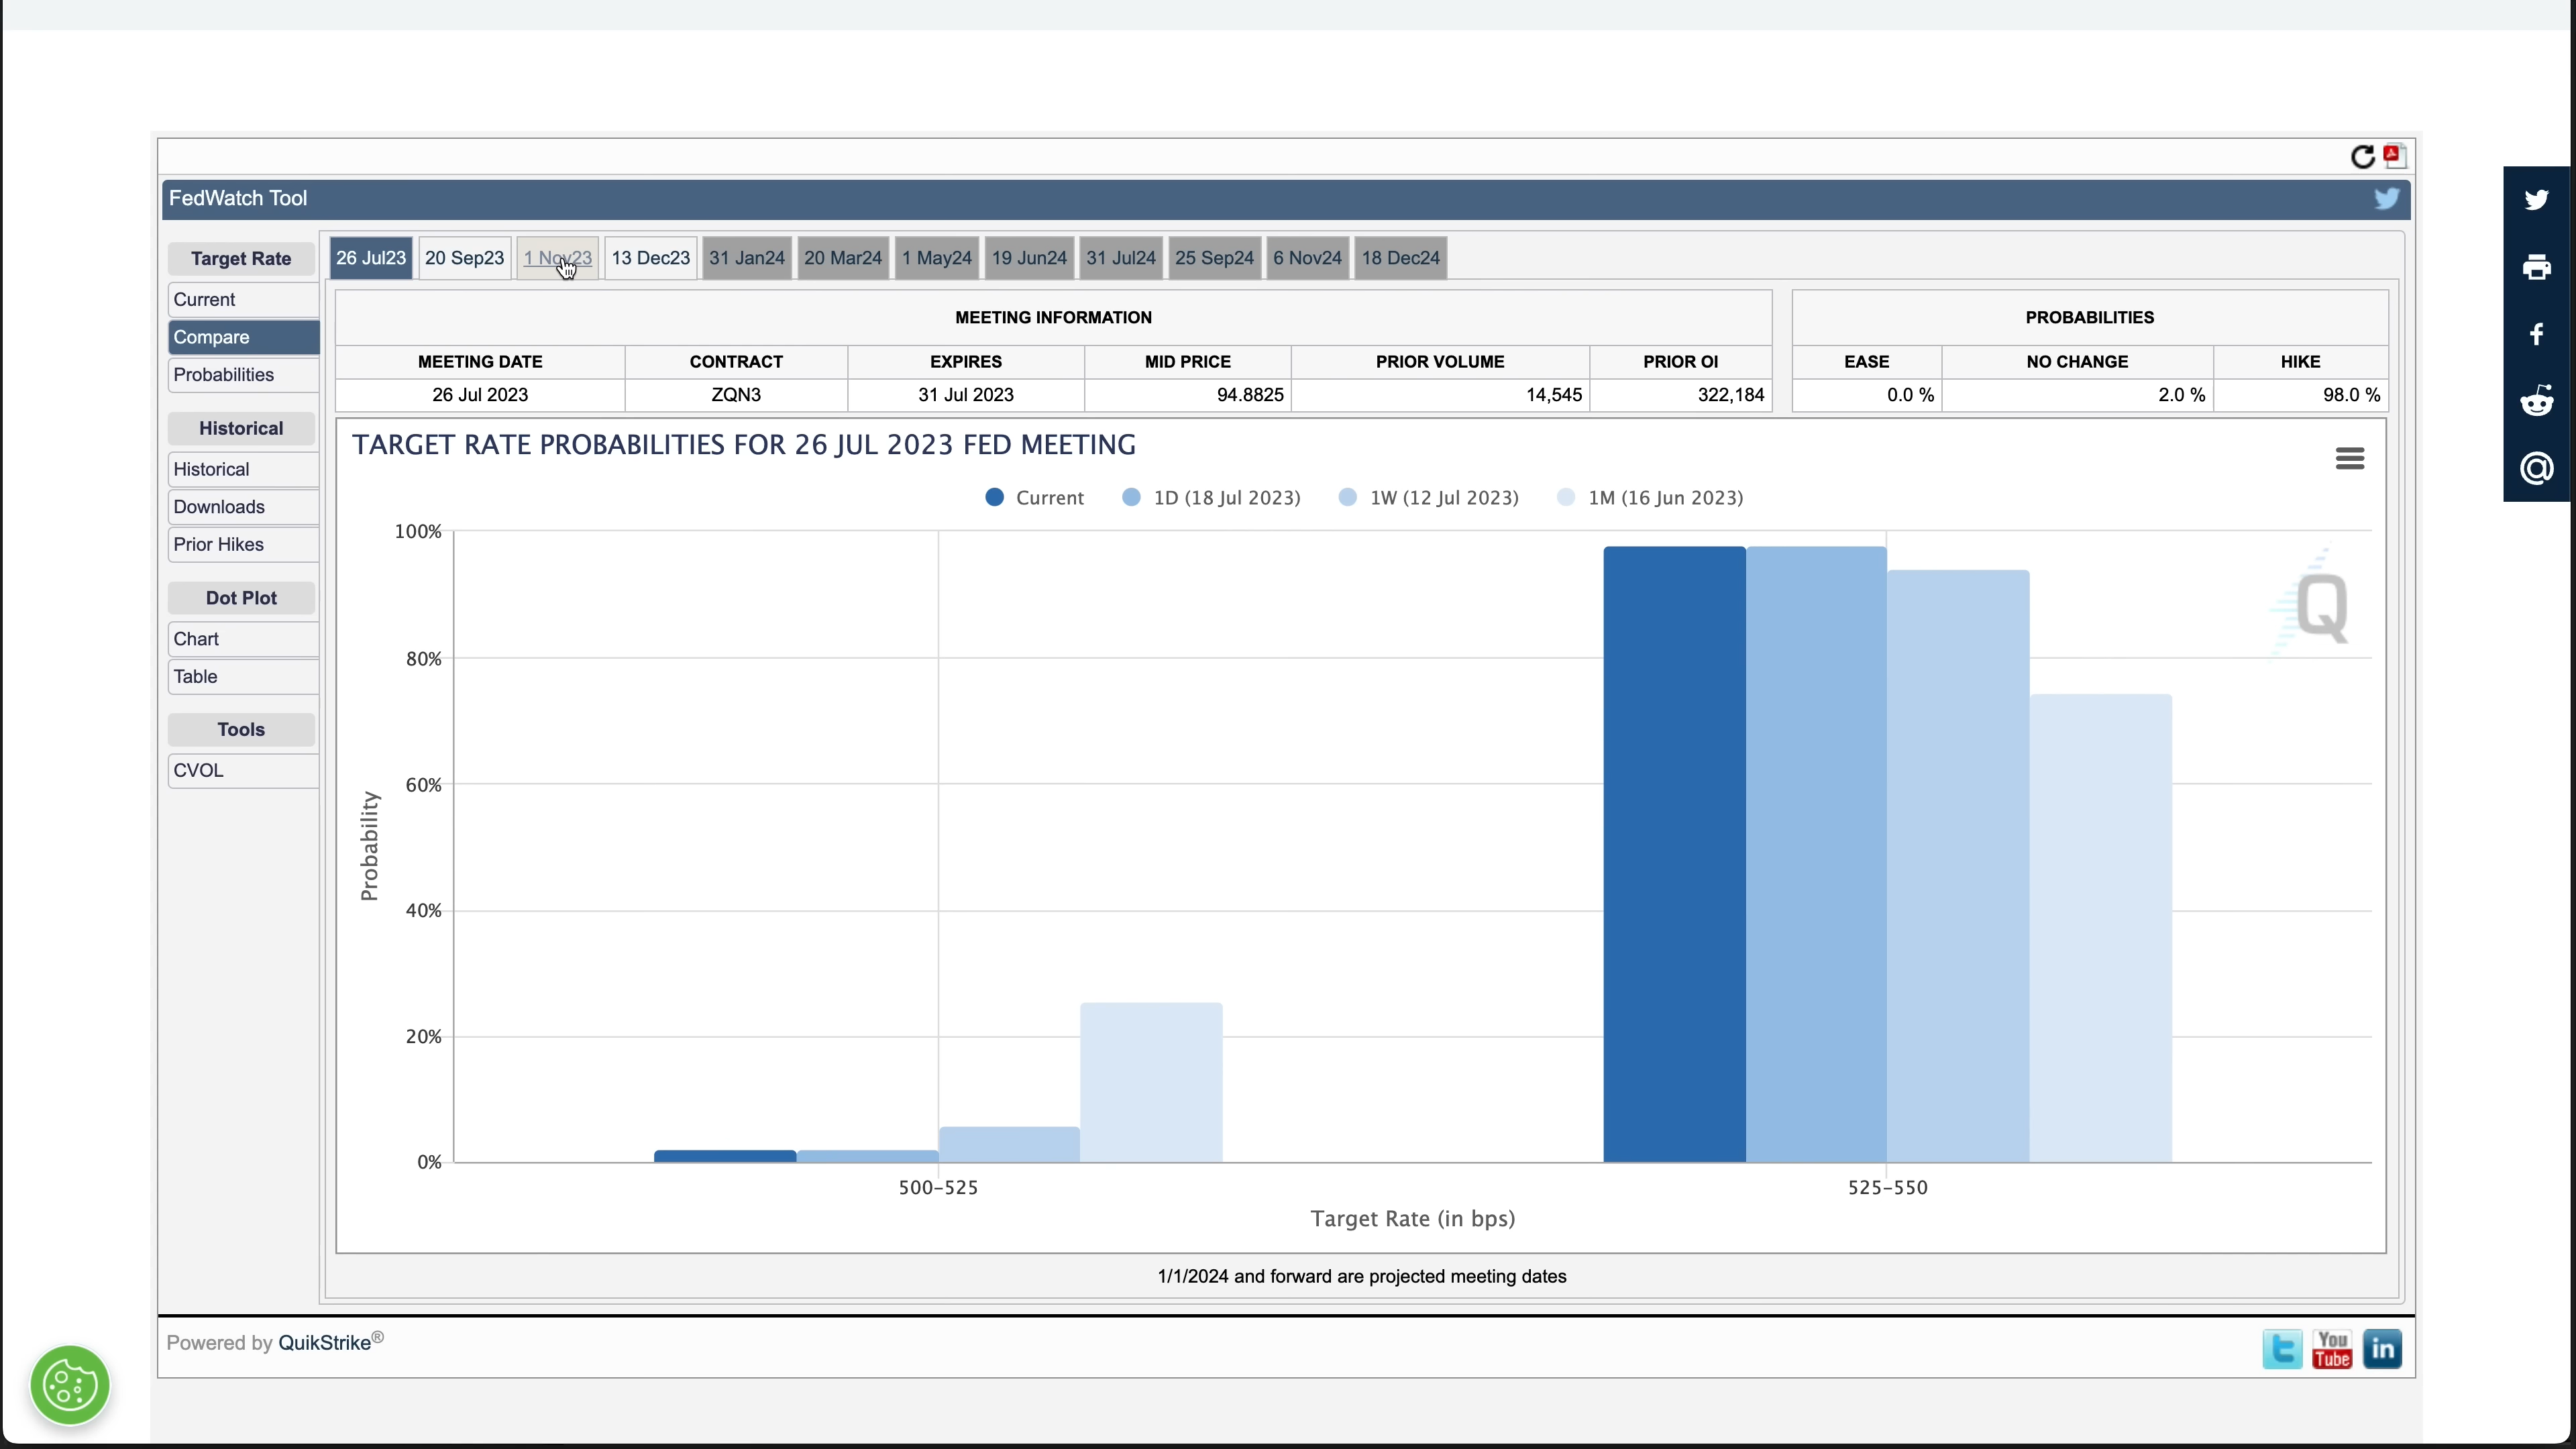 FedWatch Tool
Target Rate
Current
Compare
Probabilities
Historical
Historical
Downloads
Prior Hikes
Dot Plot
Chart
Table
Tools
CVOL
26 Jul23 20 Sep23 1 Nov23 13 Dec23 31 Jan24 20 Mar24 1 May24 19 Jun24 31 Jul24 25 Sep24 6 Nov24 18 Dec24
MEETING INFORMATION
MEETING DATE CONTRACT EXPIRES MID PRICE PRIOR VOLUME PRIOR OI
26 Jul 2023 ZQN3 31 Jul 2023 94.8825 14,545 322,184
PROBABILITIES
EASE NO CHANGE HIKE
0.0 % 2.0 % 98.0 %
TARGET RATE PROBABILITIES FOR 26 JUL 2023 FED MEETING
Current 1D (18 Jul 2023) 1W (12 Jul 2023) 1M (16 Jun 2023)
Probability
100%
80%
60%
40%
20%
0%
Q
500–525 525–550
Target Rate (in bps)
1/1/2024 and forward are projected meeting dates
Powered by QuikStrike®
You
Tube
in